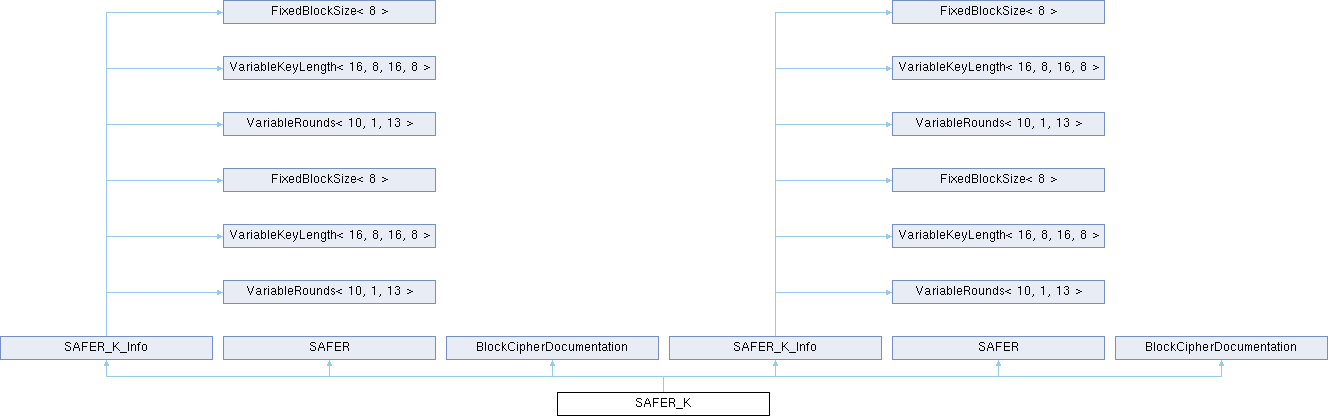 FixedBlockSize< 8 >
FixedBlockSize< 8 >
VariableKeyLength< 16, 8, 16, 8 >
VariableKeyLength< 16, 8, 16, 8 >
VariableRounds< 10, 1, 13 >
VariableRounds< 10, 1, 13 >
FixedBlockSize< 8 >
FixedBlockSize< 8 >
VariableKeyLength< 16, 8, 16, 8 >
VariableKeyLength< 16, 8, 16, 8 >
VariableRounds< 10, 1, 13 >
VariableRounds< 10, 1, 13 >
SAFER_K_Info
SAFER
BlockCipherDocumentation
SAFER_K_Info
SAFER
BlockCipherDocumentation
SAFER_K